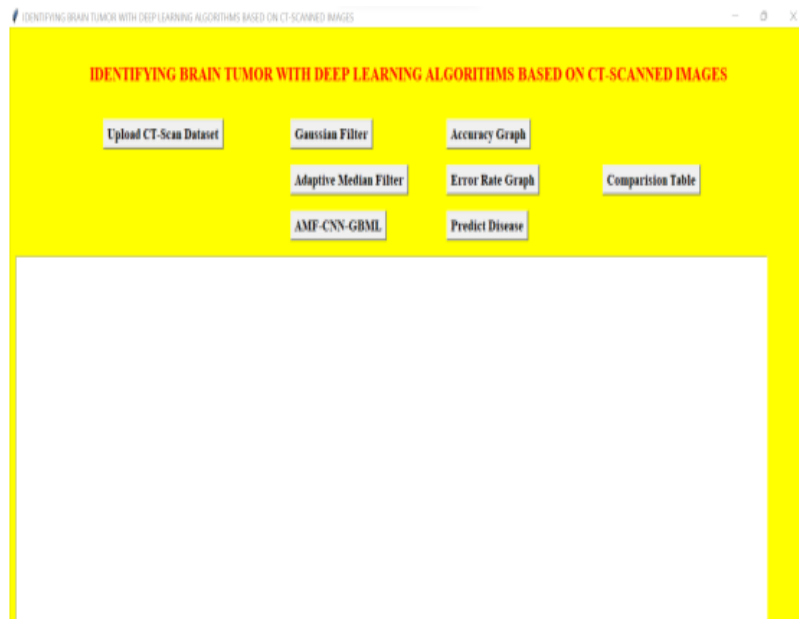 IDENTIFYING BRAIN TUMOR WITH DEEP LEARNING ALGORITHMS BASED ON CT-SCANNED IMAGES
IDENTIFYING BRAIN TUMOR WITH DEEP LEARNING ALGORITHMS BASED ON CT-SCANNED IMAGES
Upload CT-Scan Dataset Gaussian Filter Accuracy Graph
Adaptive Median Filter Error Rate Graph Comparision Table
AMF-CNN-GBML Predict Disease